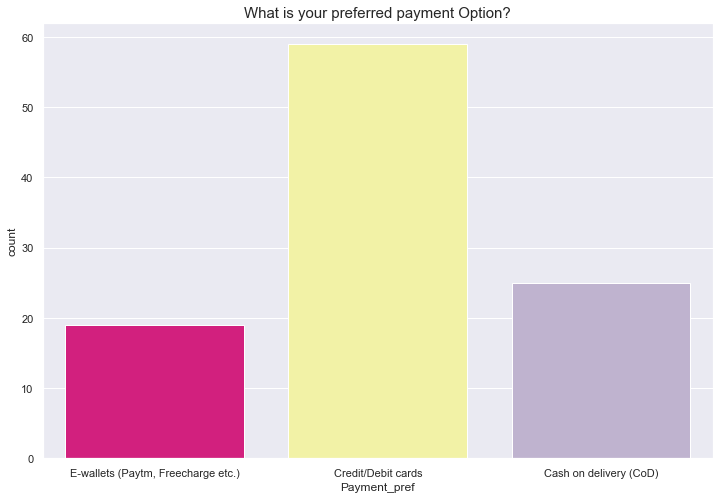 What is your preferred payment Option?
count
60
50
40
30
20
10
0
E-wallets (Paytm, Freecharge etc.)
Credit/Debit cards
Cash on delivery (CoD)
Payment_pref